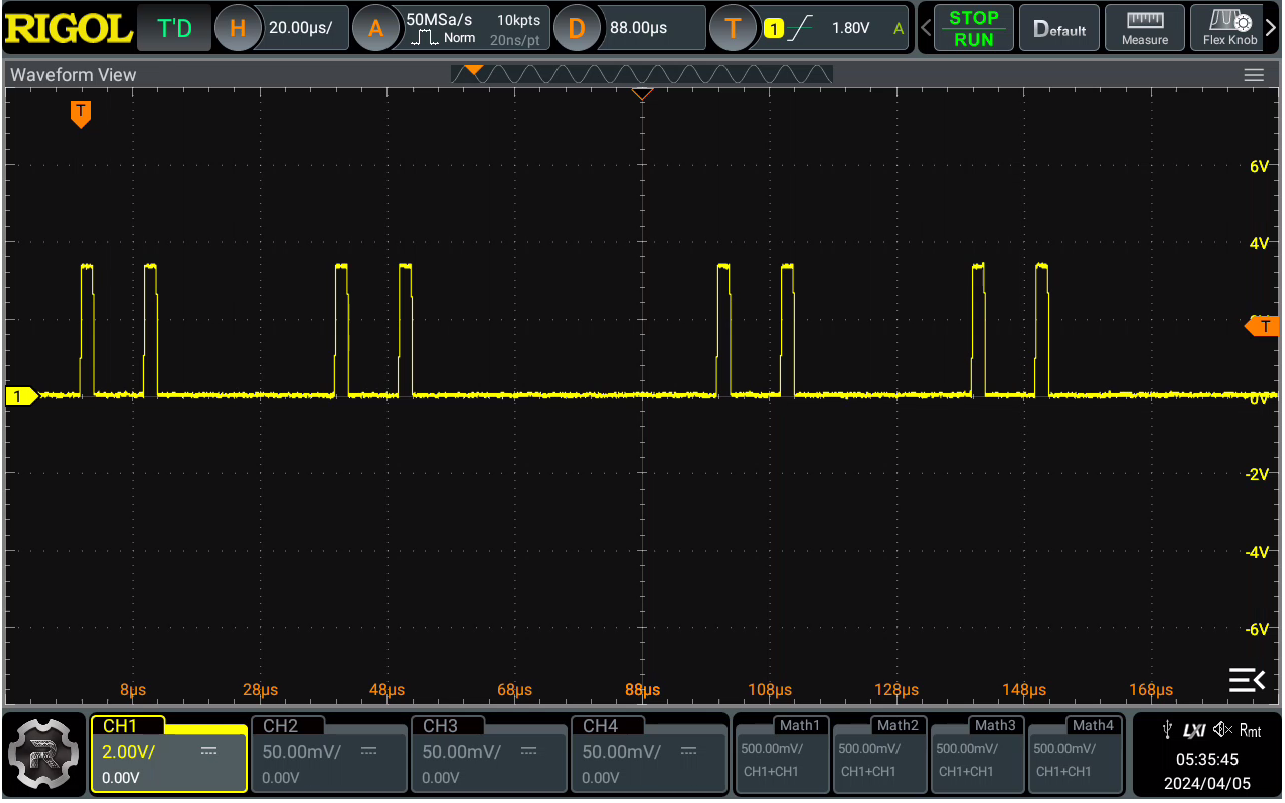 RIGOL T'D H 20.00μs/ A 50MSa/s Norm 10kpts 20ns/pt D 88.00μs T 1 1.80V A STOP RUN Default Measure Flex Knob
Waveform View
T
6V
4V
T
1
0V
-2V
-4V
-6V
8μs 28μs 48μs 68μs 88μs 108μs 128μs 148μs 168μs
CH1 CH2 CH3 CH4 Math1 Math2 Math3 Math4
2.00V/ 50.00mV/ 50.00mV/ 50.00mV/ 500.00mV/ 500.00mV/ 500.00mV/ 500.00mV/
0.00V 0.00V 0.00V 0.00V CH1+CH1 CH1+CH1 CH1+CH1 CH1+CH1
R
LXI Rmt
05:35:45
2024/04/05